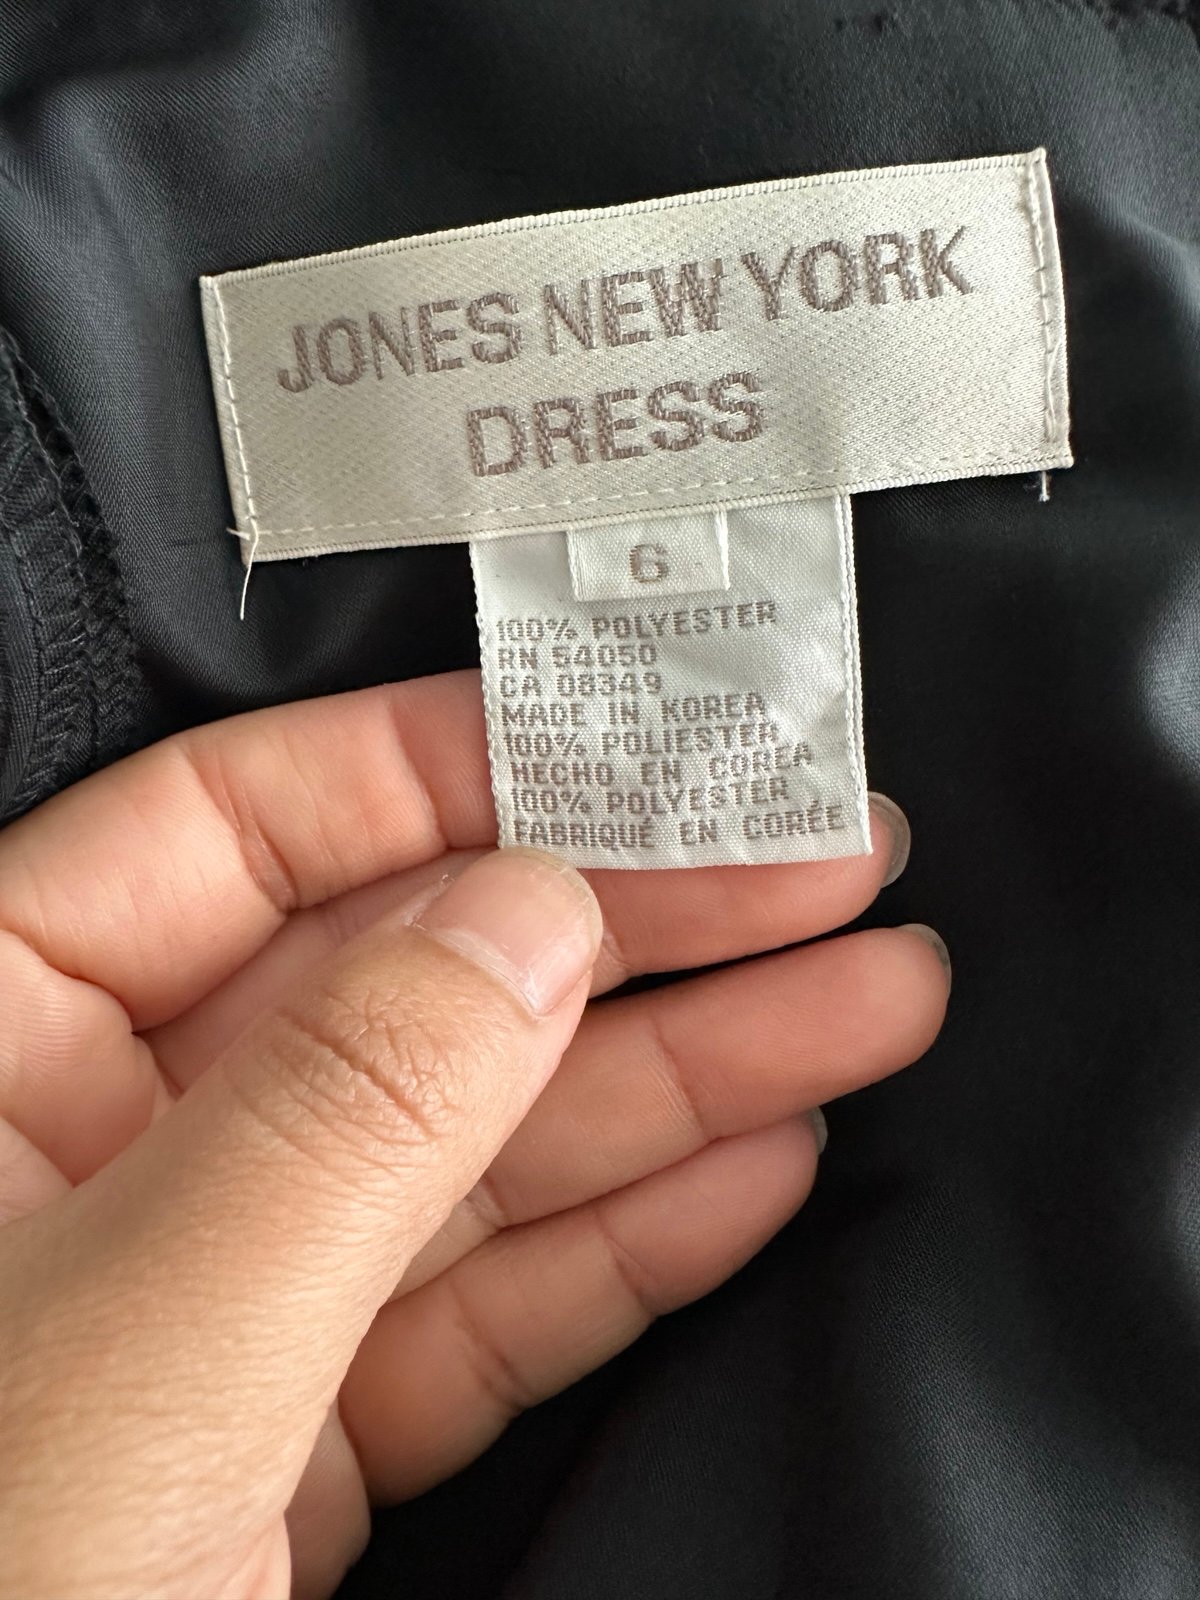 JONES NEW YORK
DRESS
6
100% POLYESTER
RN 54050
CA 08349
MADE IN KOREA
100% POLIESTER
HECHO EN COREA
100% POLYESTER
FABRIQUÉ EN CORÉE